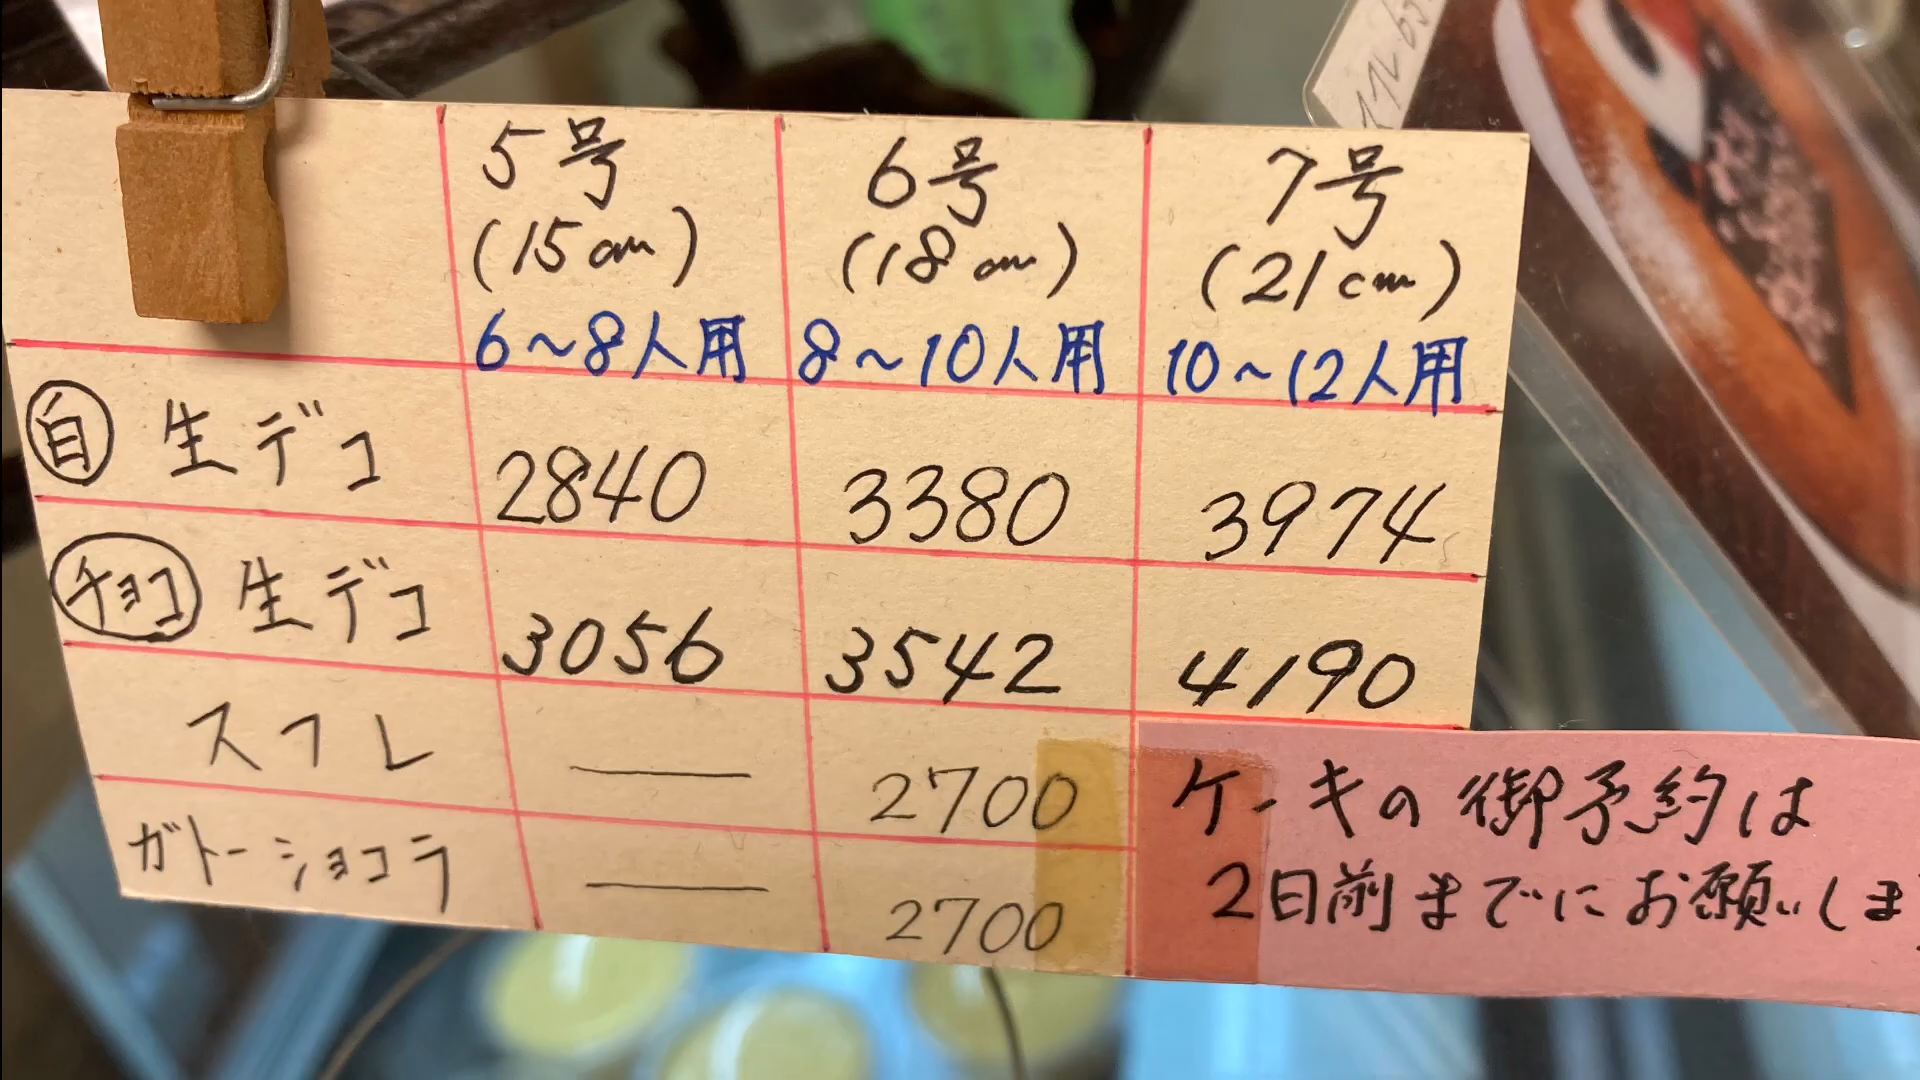 5号 6号 7号
(15cm) (18cm) (21cm)
6~8人用 8~10人用 10~12人用
白 生デコ 2840 3380 3974
チョコ 生デコ 3056 3542 4190
スフレ — 2700
ガトーショコラ — 2700
ケーキの御予約は
2日前までにお願いしま